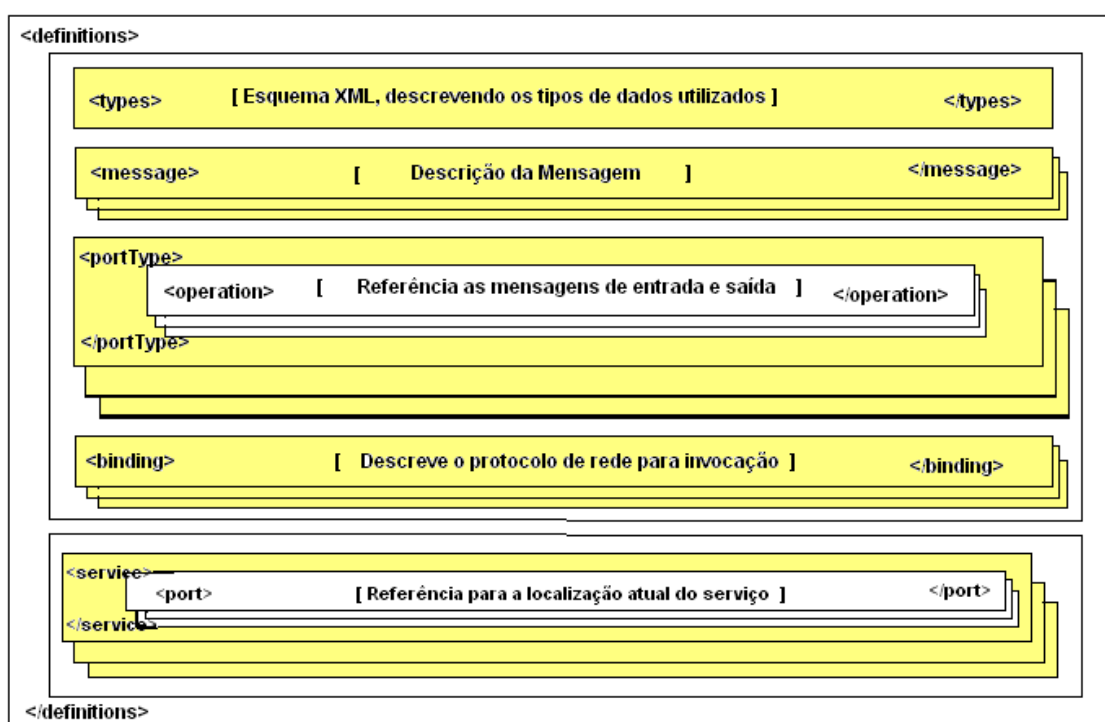 <definitions>
<types> [ Esquema XML, descrevendo os tipos de dados utilizados ] </types>
<message> [ Descrição da Mensagem ] </message>
<portType>
<operation> [ Referência as mensagens de entrada e saída ] </operation>
</portType>
<binding> [ Descreve o protocolo de rede para invocação ] </binding>
<service>
<port> [ Referência para a localização atual do serviço ] </port>
</service>
</definitions>